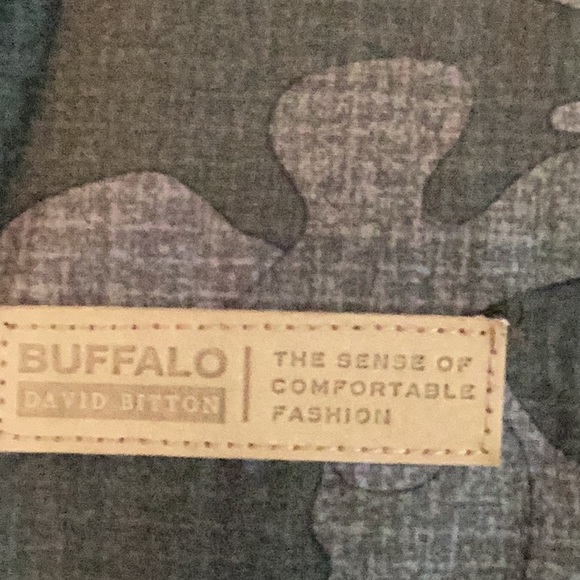 BUFFALO
DAVID BITTON
THE SENSE OF
COMFORTABLE
FASHION